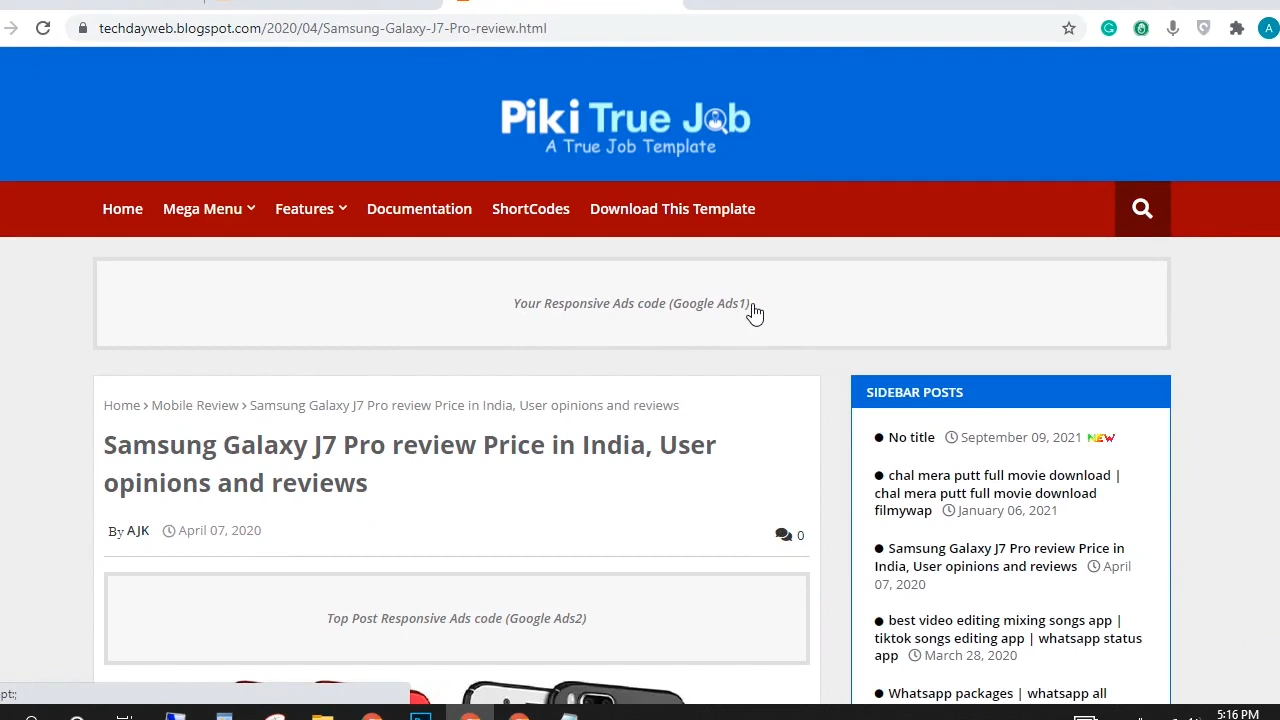 techdayweb.blogspot.com/2020/04/Samsung-Galaxy-J7-Pro-review.html
A
Piki True Job
A True Job Template
Home Mega Menu Features Documentation ShortCodes Download This Template
Your Responsive Ads code (Google Ads1)
Home > Mobile Review > Samsung Galaxy J7 Pro review Price in India, User opinions and reviews
Samsung Galaxy J7 Pro review Price in India, User
opinions and reviews
By AJK April 07, 2020
0
Top Post Responsive Ads code (Google Ads2)
SIDEBAR POSTS
No title September 09, 2021 NEW
chal mera putt full movie download |
chal mera putt full movie download
filmywap January 06, 2021
Samsung Galaxy J7 Pro review Price in
India, User opinions and reviews April
07, 2020
best video editing mixing songs app |
tiktok songs editing app | whatsapp status
app March 28, 2020
Whatsapp packages | whatsapp all
pt:;
5:16 PM